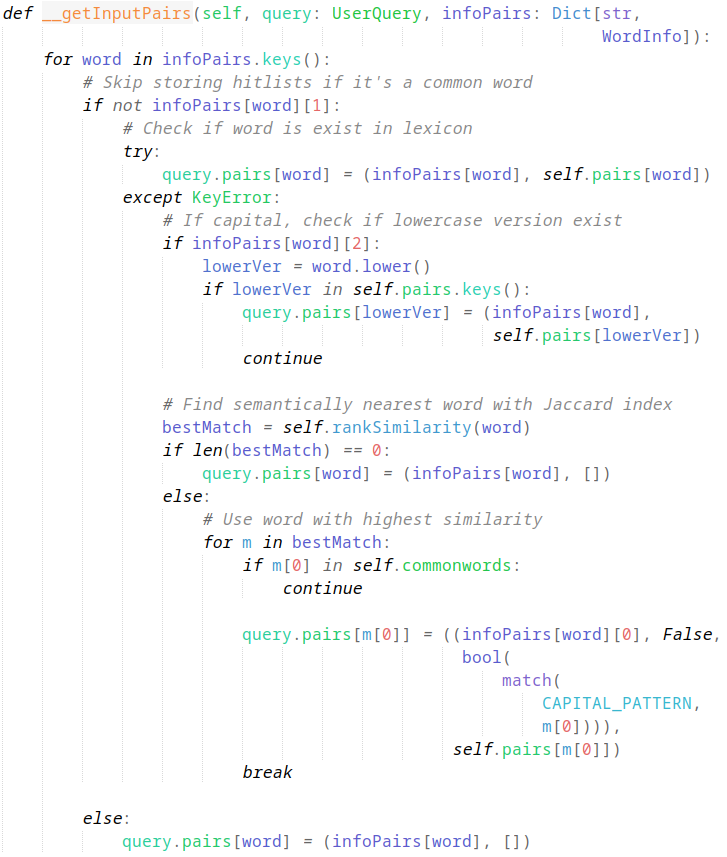 def __getInputPairs(self, query: UserQuery, infoPairs: Dict[str,
                                                            WordInfo]):
    for word in infoPairs.keys():
        # Skip storing hitlists if it's a common word
        if not infoPairs[word][1]:
            # Check if word is exist in lexicon
            try:
                query.pairs[word] = (infoPairs[word], self.pairs[word])
            except KeyError:
                # If capital, check if lowercase version exist
                if infoPairs[word][2]:
                    lowerVer = word.lower()
                    if lowerVer in self.pairs.keys():
                        query.pairs[lowerVer] = (infoPairs[word],
                                                 self.pairs[lowerVer])
                        continue

                # Find semantically nearest word with Jaccard index
                bestMatch = self.rankSimilarity(word)
                if len(bestMatch) == 0:
                    query.pairs[word] = (infoPairs[word], [])
                else:
                    # Use word with highest similarity
                    for m in bestMatch:
                        if m[0] in self.commonwords:
                            continue

                        query.pairs[m[0]] = ((infoPairs[word][0], False,
                                              bool(
                                                  match(
                                                      CAPITAL_PATTERN,
                                                      m[0]))),
                                             self.pairs[m[0]])
                        break

        else:
            query.pairs[word] = (infoPairs[word], [])